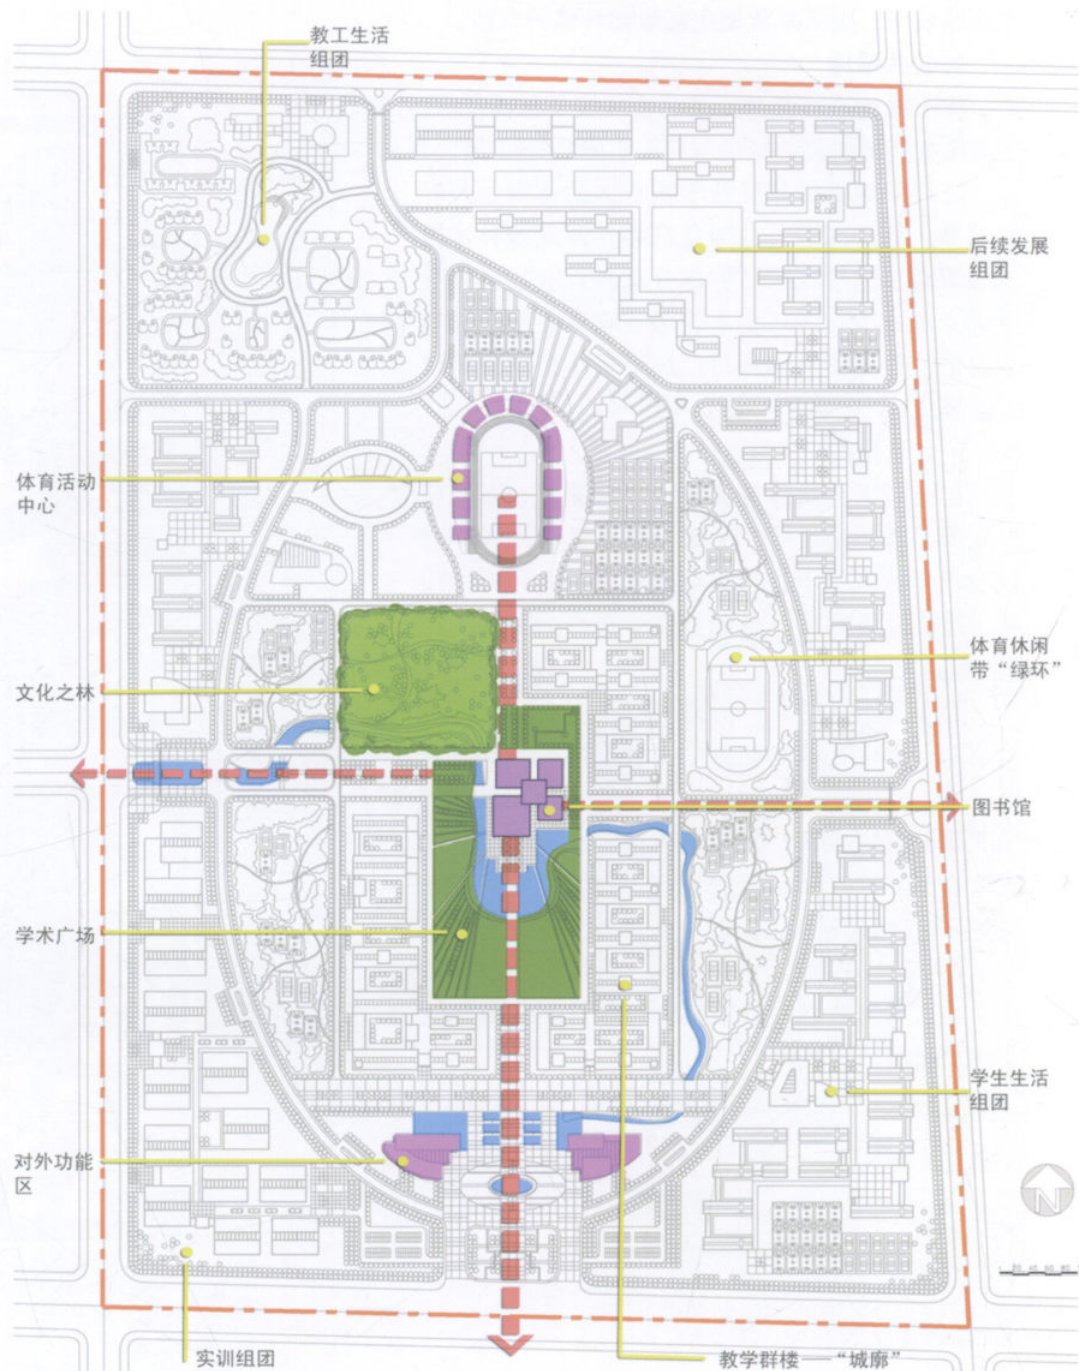 教工生活
组团
后续发展
组团
体育活动
中心
体育休闲
带“绿环”
文化之林
图书馆
学术广场
学生生活
组团
对外功能
区
N
实训组团
教学群楼——“城廓”